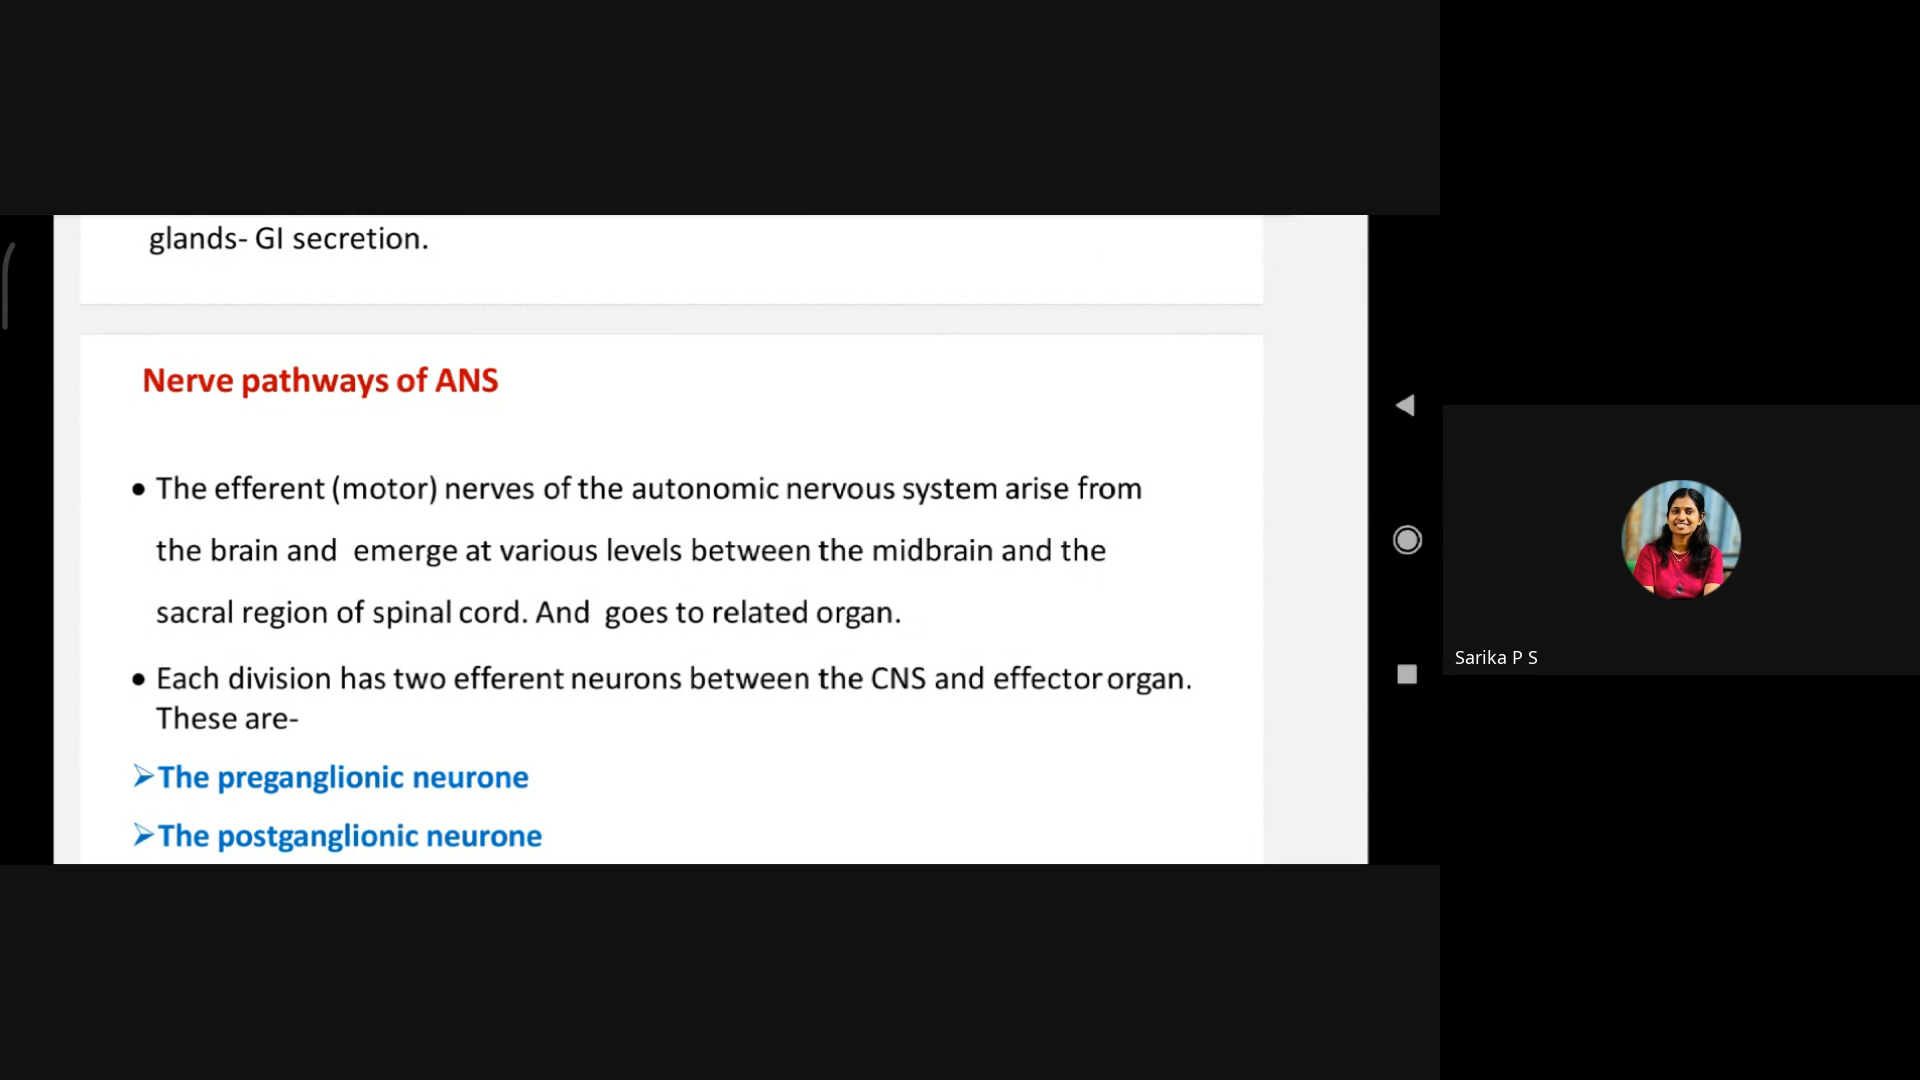 glands- GI secretion.
Nerve pathways of ANS
• The efferent (motor) nerves of the autonomic nervous system arise from
the brain and emerge at various levels between the midbrain and the
sacral region of spinal cord. And goes to related organ.
• Each division has two efferent neurons between the CNS and effector organ.
These are-
➢The preganglionic neurone
➢The postganglionic neurone
Sarika P S